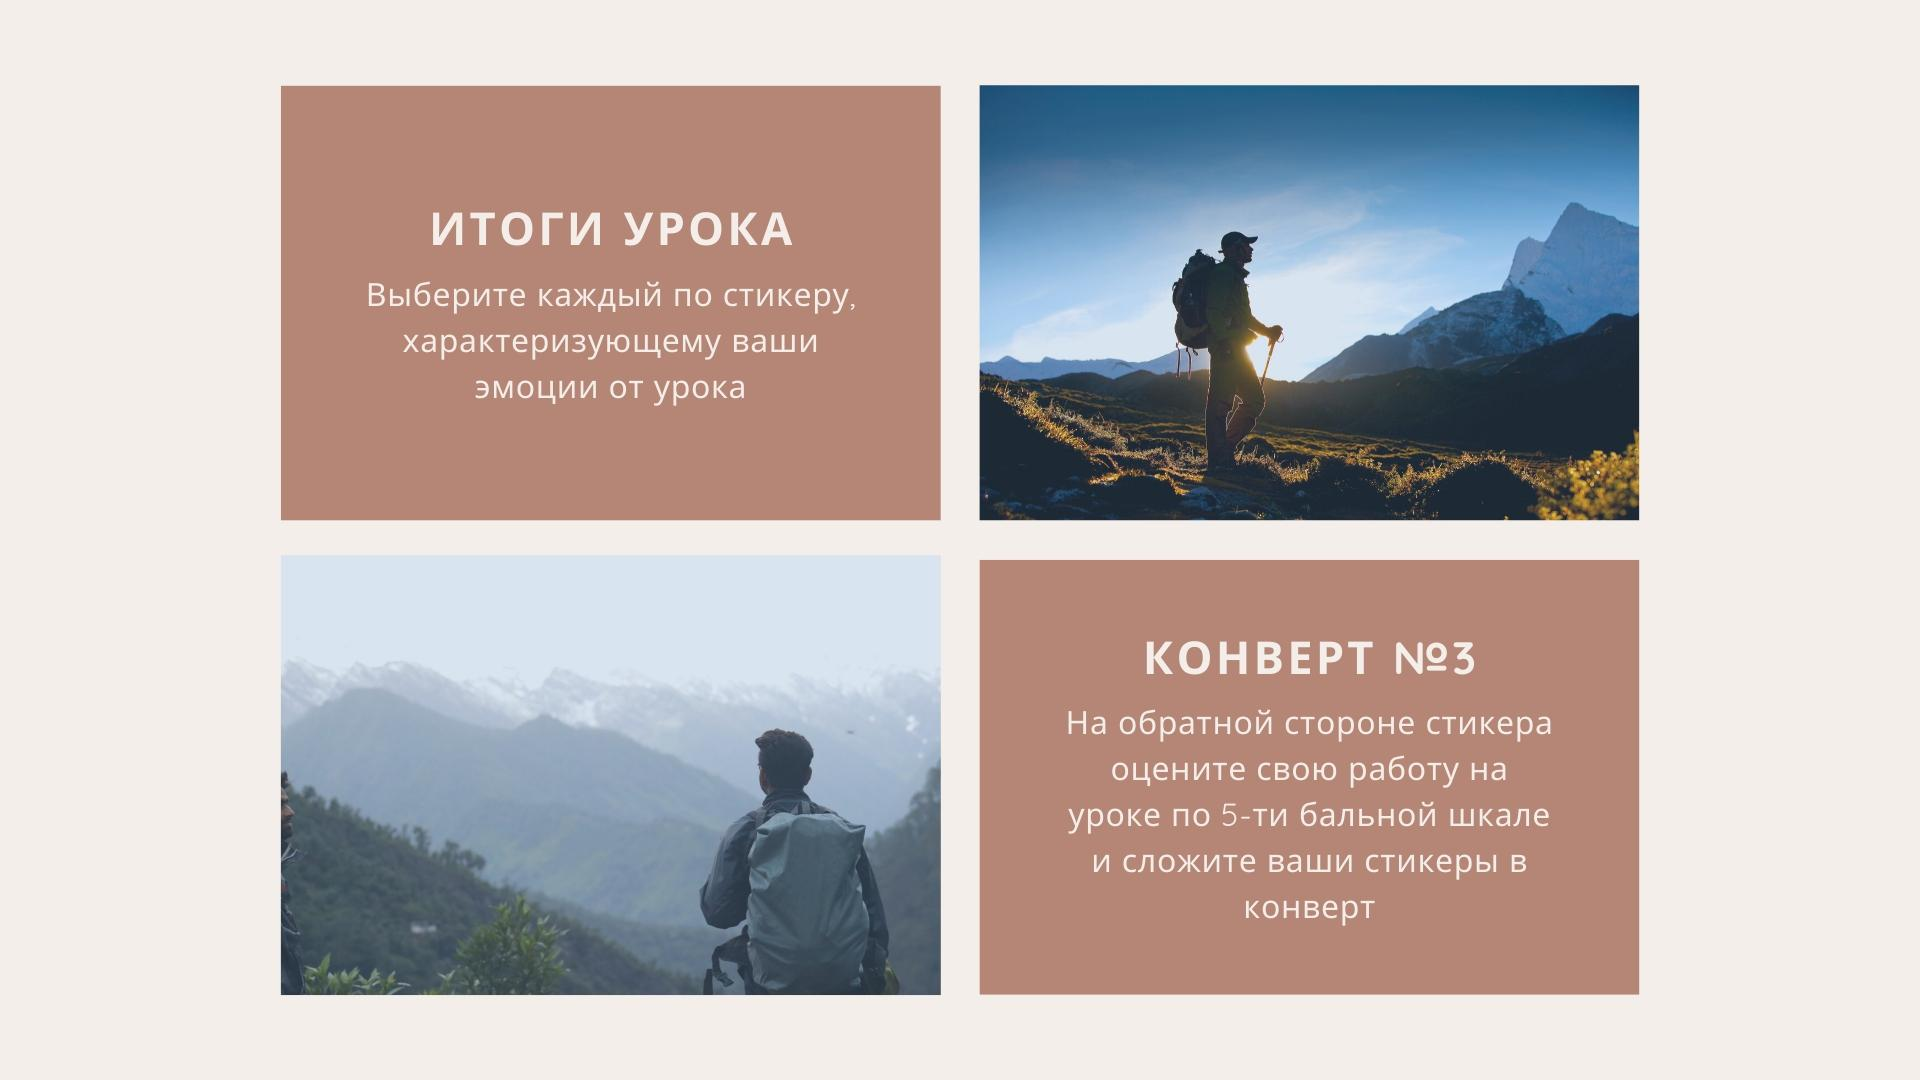 ИТОГИ УРОКА
Выберите каждый по стикеру,
характеризующему ваши
эмоции от урока
КОНВЕРТ №3
На обратной стороне стикера
оцените свою работу на
уроке по 5-ти бальной шкале
и сложите ваши стикеры в
конверт